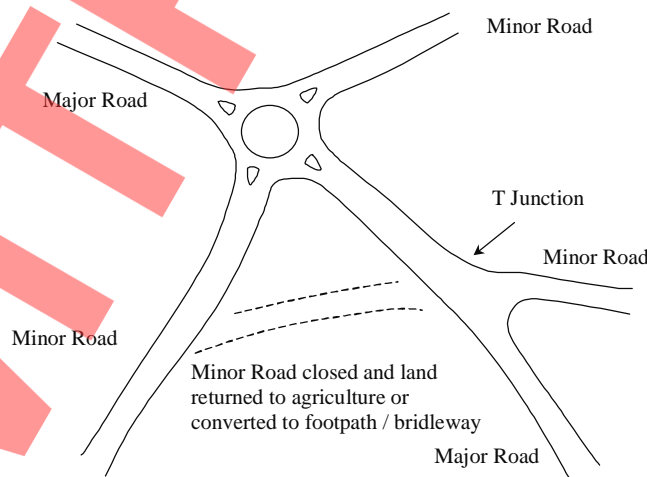 Minor Road
Major Road
T Junction
Minor Road
Minor Road
Minor Road closed and land
returned to agriculture or
converted to footpath / bridleway
Major Road